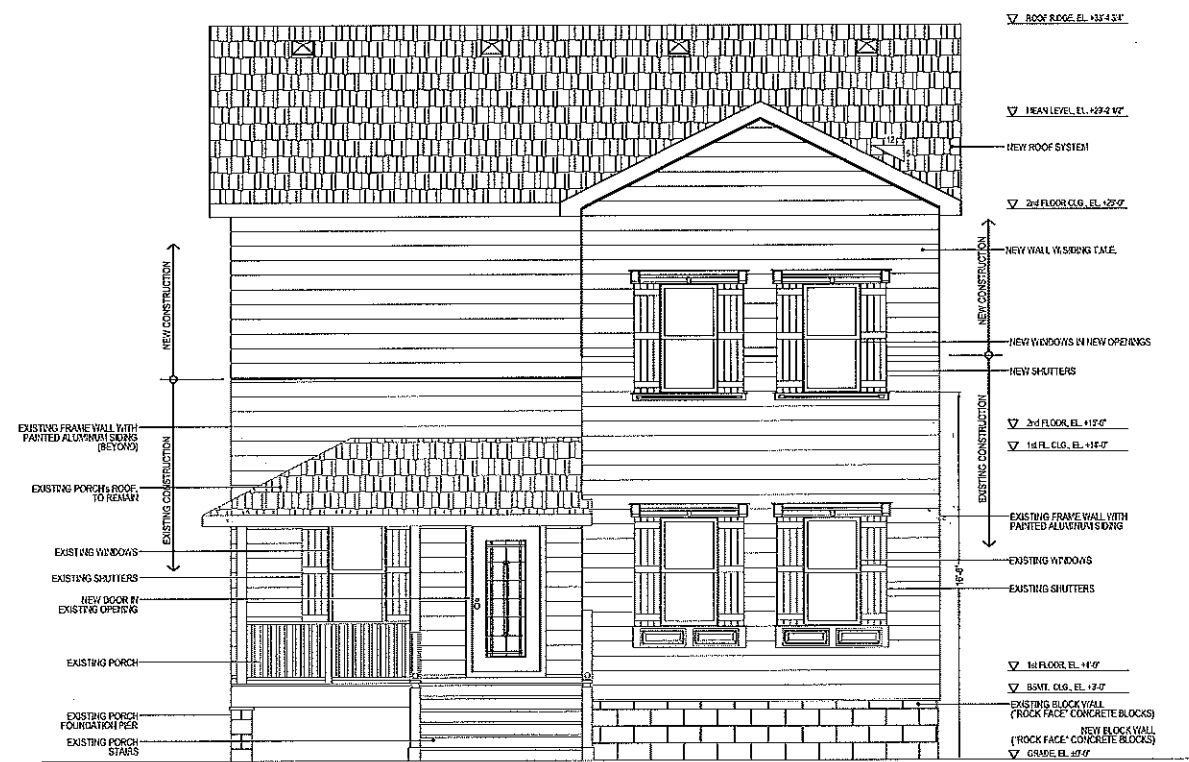 ROOF RIDGE, EL. +33'-4 3/4"
MEAN LEVEL, EL. +29'-2 1/2"
12
NEW ROOF SYSTEM
2nd FLOOR CLG., EL. +25'-0"
NEW CONSTRUCTION
NEW CONSTRUCTION
NEW WALL W. SIDING T.M.E.
NEW WINDOWS IN NEW OPENINGS
NEW SHUTTERS
EXISTING CONSTRUCTION
EXISTING CONSTRUCTION
2nd FLOOR, EL. +15'-0"
1st FL. CLG., EL. +14'-0"
EXISTING FRAME WALL WITH
PAINTED ALUMINUM SIDING
(BEYOND)
EXISTING PORCH's ROOF,
TO REMAIN
EXISTING FRAME WALL WITH
PAINTED ALUMINUM SIDING
EXISTING WINDOWS
EXISTING WINDOWS
EXISTING SHUTTERS
EXISTING SHUTTERS
16'-8"
NEW DOOR IN
EXISTING OPENING
EXISTING PORCH
1st FLOOR, EL. +4'-0"
BSMT. CLG., EL. +3'-0"
EXISTING BLOCK WALL
("ROCK FACE" CONCRETE BLOCKS)
EXISTING PORCH
FOUNDATION PIER
NEW BLOCK WALL
("ROCK FACE" CONCRETE BLOCKS)
EXISTING PORCH
STAIRS
GRADE, EL. ±0'-0"